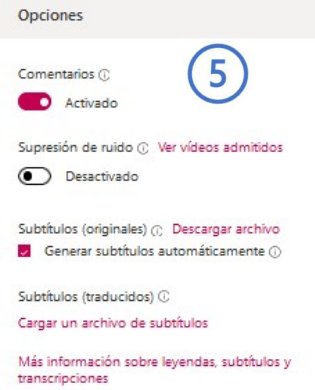 Opciones
5
Comentarios
Activado
Supresión de ruido Ver vídeos admitidos
Desactivado
Subtítulos (originales) Descargar archivo
Generar subtítulos automáticamente
Subtítulos (traducidos)
Cargar un archivo de subtítulos
Más información sobre leyendas, subtítulos y
transcripciones